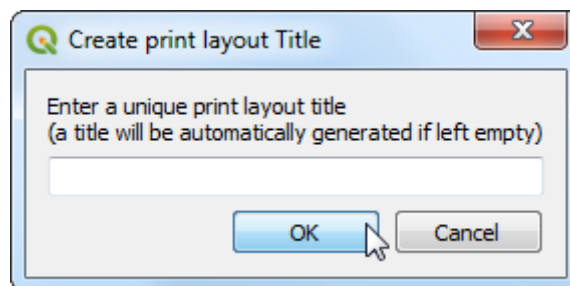 Create print layout Title
Enter a unique print layout title
(a title will be automatically generated if left empty)
OK
Cancel